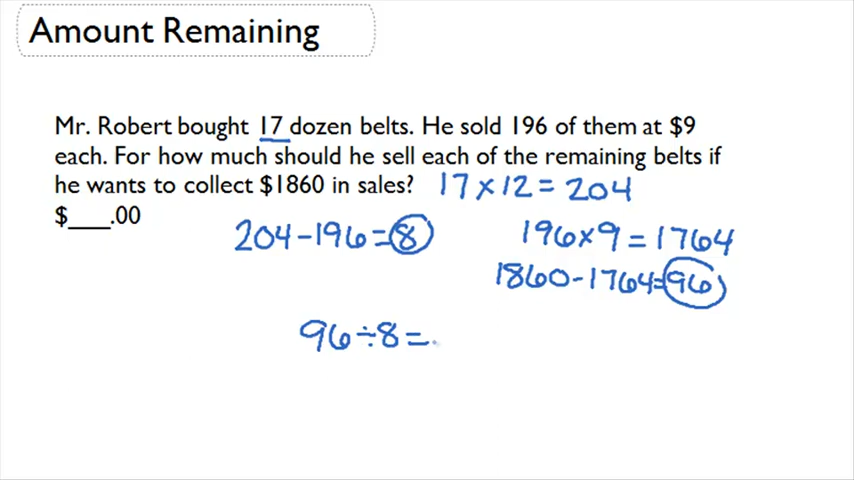 Amount Remaining
Mr. Robert bought 17 dozen belts. He sold 196 of them at $9
each. For how much should he sell each of the remaining belts if
he wants to collect $1860 in sales? 17×12=204
$___.00
204-196=8 196×9=1764
1860-1764=96
96÷8=